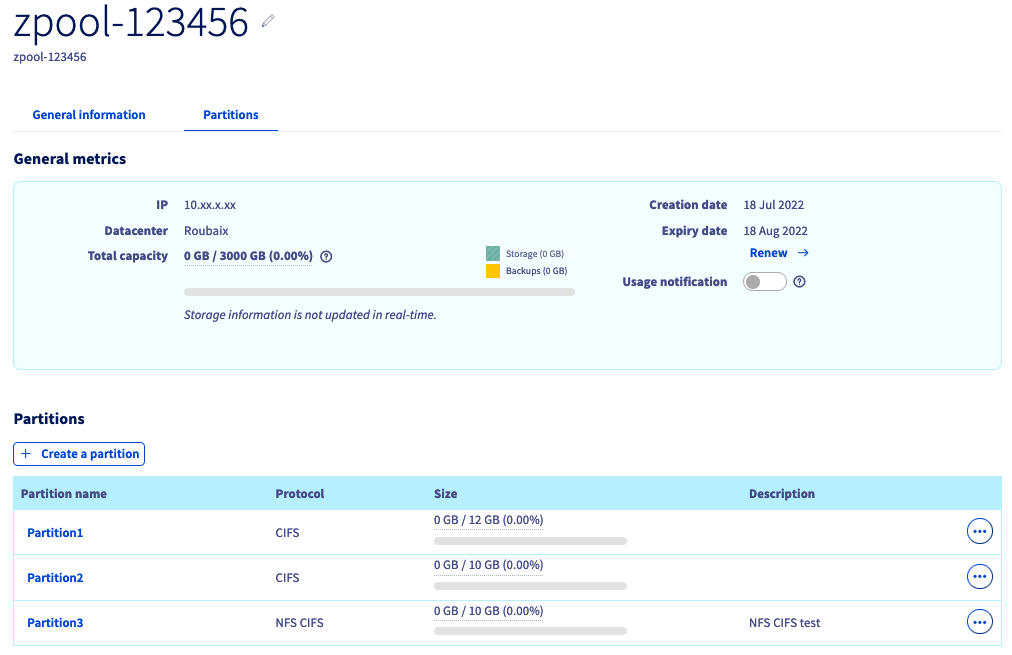 zpool-123456
zpool-123456
General information Partitions
General metrics
IP 10.xx.x.xx Creation date 18 Jul 2022
Datacenter Roubaix Expiry date 18 Aug 2022
Total capacity 0 GB / 3000 GB (0.00%) ? Storage (0 GB) Renew →
Backups (0 GB)
Usage notification ?
Storage information is not updated in real-time.
Partitions
+ Create a partition
Partition name Protocol Size Description
Partition1 CIFS 0 GB / 12 GB (0.00%)
Partition2 CIFS 0 GB / 10 GB (0.00%)
Partition3 NFS CIFS 0 GB / 10 GB (0.00%) NFS CIFS test